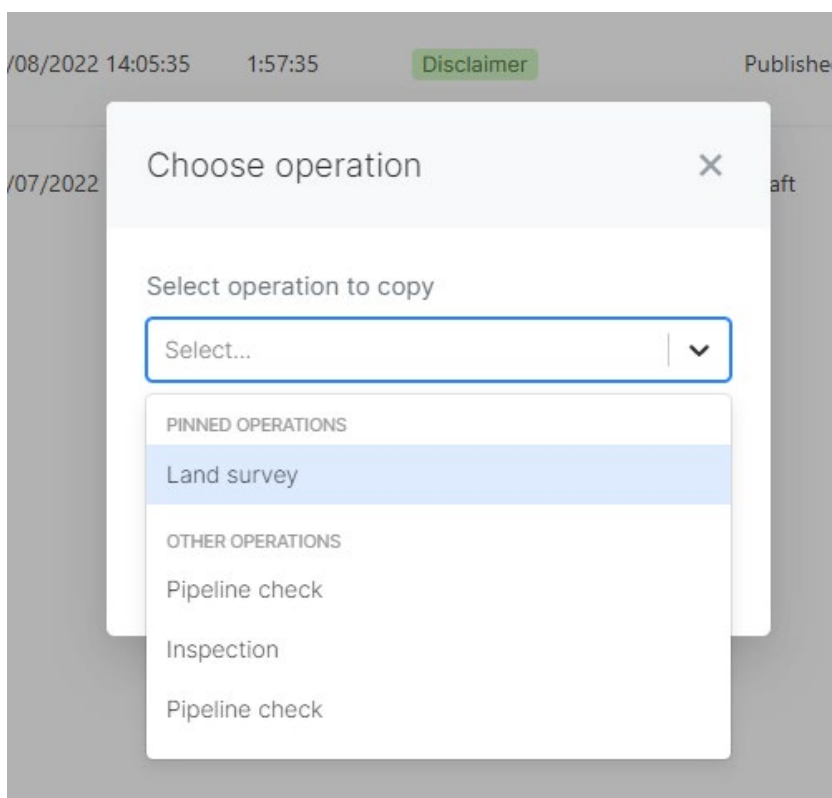 /08/2022 14:05:35 1:57:35 Disclaimer Publishe
Choose operation
/07/2022 aft
Select operation to copy
Select...
PINNED OPERATIONS
Land survey
OTHER OPERATIONS
Pipeline check
Inspection
Pipeline check